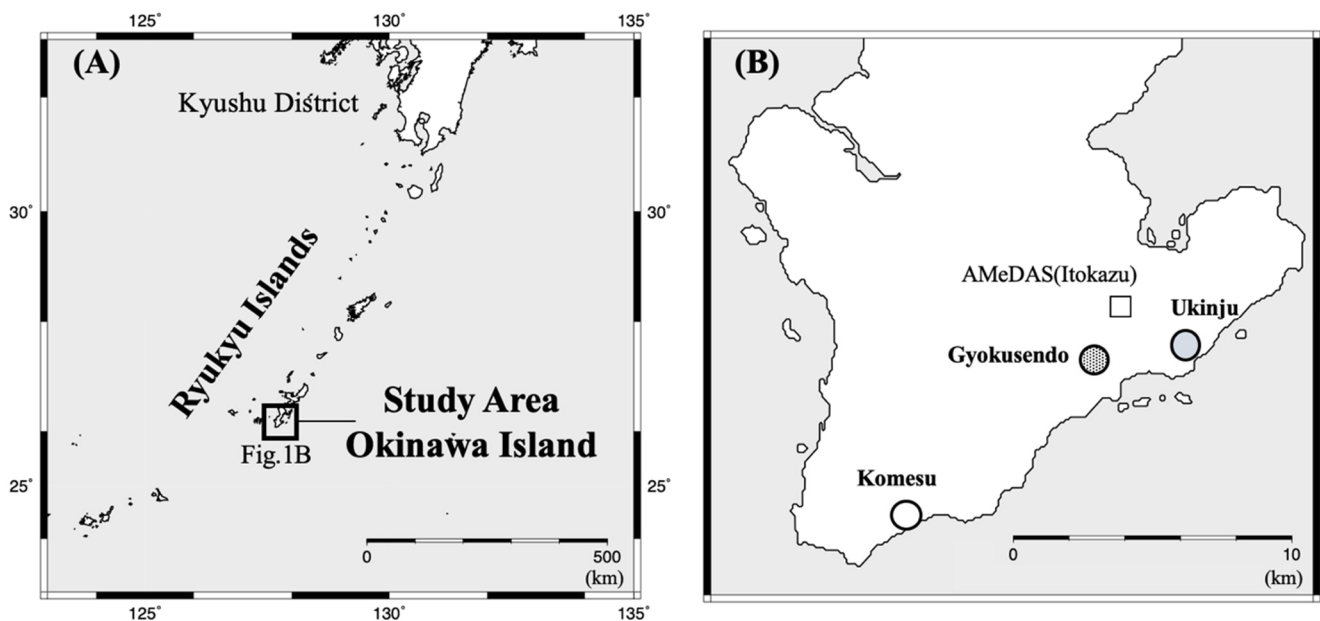 125˚
130˚
135˚
(A)
Kyushu District
30˚
30˚
Ryukyu Islands
Study Area
Okinawa Island
Fig.1B
25˚
25˚
0
500
(km)
125˚
130˚
135˚
(B)
AMeDAS(Itokazu)
Ukinju
Gyokusendo
Komesu
0
10
(km)